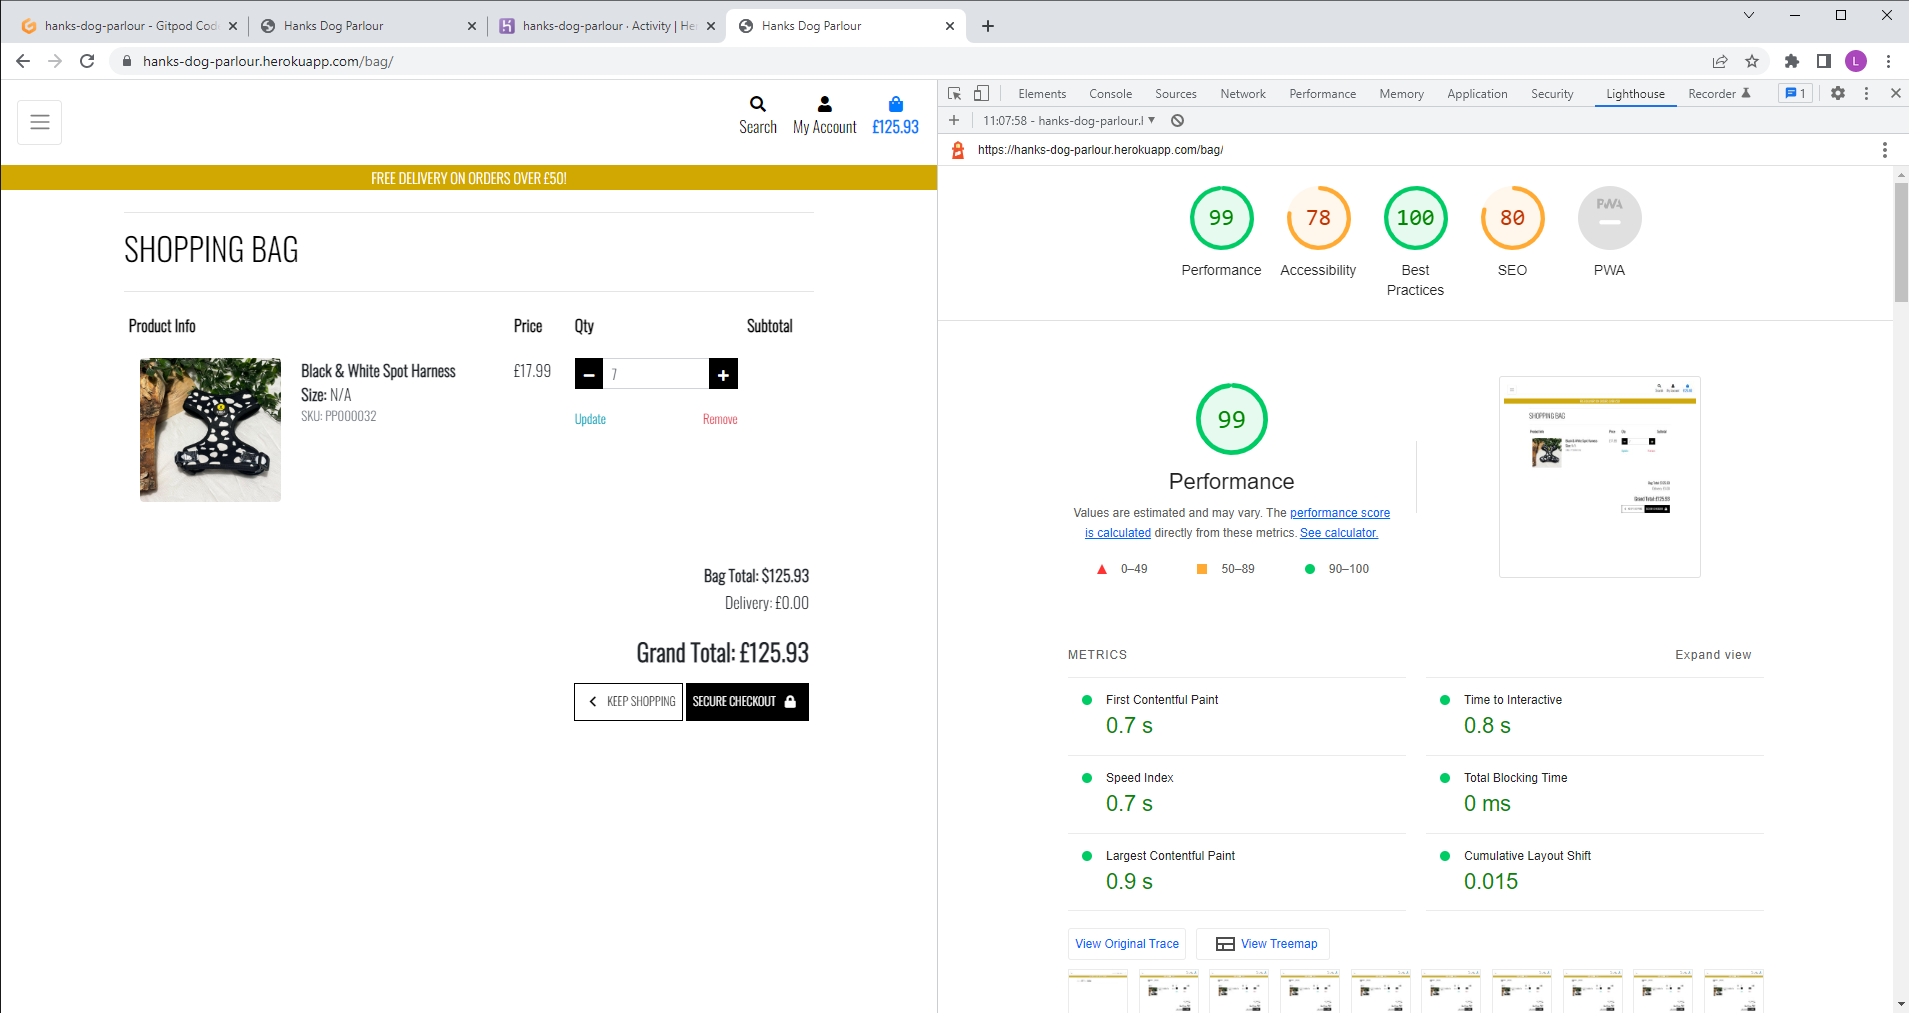 hanks-dog-parlour - Gitpod Code
Hanks Dog Parlour
hanks-dog-parlour · Activity | Her
Hanks Dog Parlour
hanks-dog-parlour.herokuapp.com/bag/
L
Search
My Account
£125.93
FREE DELIVERY ON ORDERS OVER £50!
SHOPPING BAG
Product Info Price Qty Subtotal
Black & White Spot Harness
Size: N/A
SKU: PP000032
£17.99
7
Update Remove
Bag Total: $125.93
Delivery: £0.00
Grand Total: £125.93
KEEP SHOPPING
SECURE CHECKOUT
Elements Console Sources Network Performance Memory Application Security Lighthouse Recorder 1
11:07:58 - hanks-dog-parlour.l
https://hanks-dog-parlour.herokuapp.com/bag/
99 78 100 80 PWA
Performance Accessibility Best Practices SEO PWA
99
Performance
Values are estimated and may vary. The performance score
is calculated directly from these metrics. See calculator.
0–49 50–89 90–100
METRICS
Expand view
First Contentful Paint
0.7 s
Time to Interactive
0.8 s
Speed Index
0.7 s
Total Blocking Time
0 ms
Largest Contentful Paint
0.9 s
Cumulative Layout Shift
0.015
View Original Trace
View Treemap